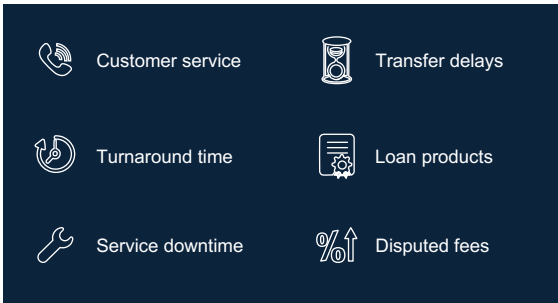 Customer service
Transfer delays
Turnaround time
Loan products
Service downtime
Disputed fees